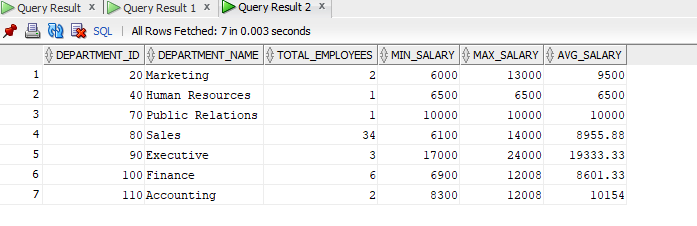 Query Result x Query Result 1 x Query Result 2 x
SQL | All Rows Fetched: 7 in 0.003 seconds
DEPARTMENT_ID DEPARTMENT_NAME TOTAL_EMPLOYEES MIN_SALARY MAX_SALARY AVG_SALARY
1 20 Marketing 2 6000 13000 9500
2 40 Human Resources 1 6500 6500 6500
3 70 Public Relations 1 10000 10000 10000
4 80 Sales 34 6100 14000 8955.88
5 90 Executive 3 17000 24000 19333.33
6 100 Finance 6 6900 12008 8601.33
7 110 Accounting 2 8300 12008 10154